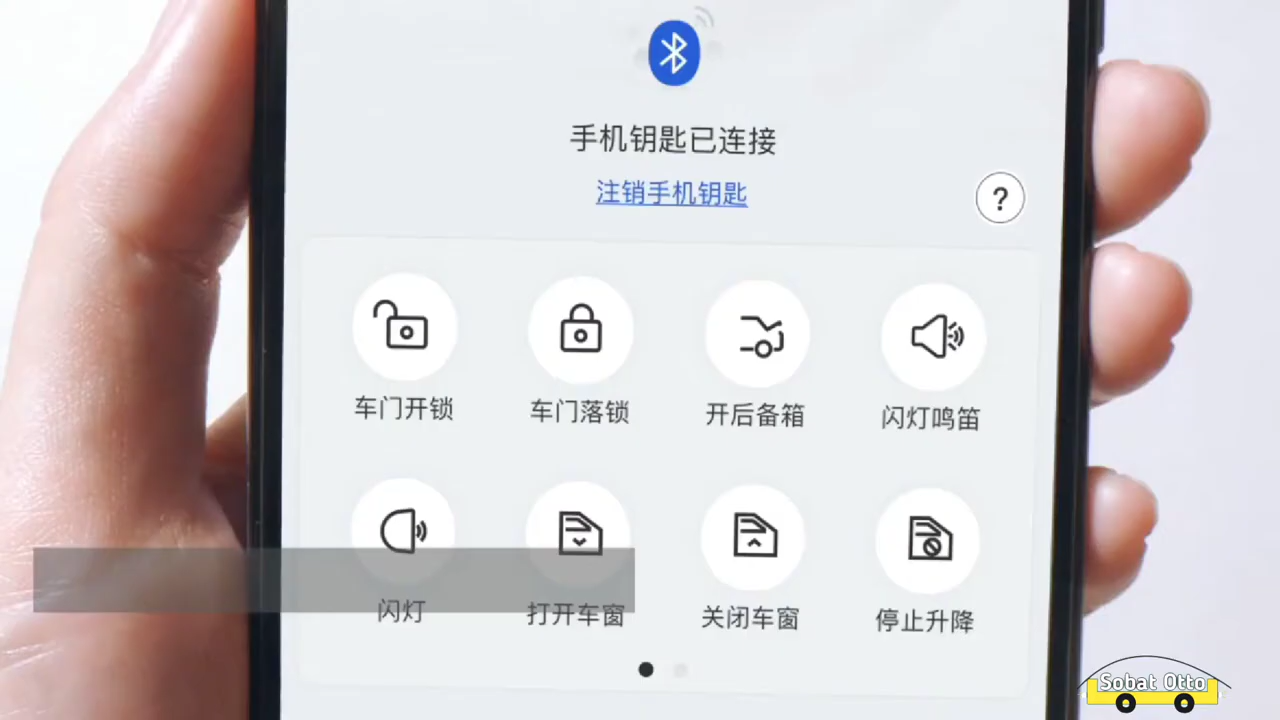 手机钥匙已连接
注销手机钥匙
?
车门开锁 车门落锁 开后备箱 闪灯鸣笛
闪灯 打开车窗 关闭车窗 停止升降
Sobat Otto